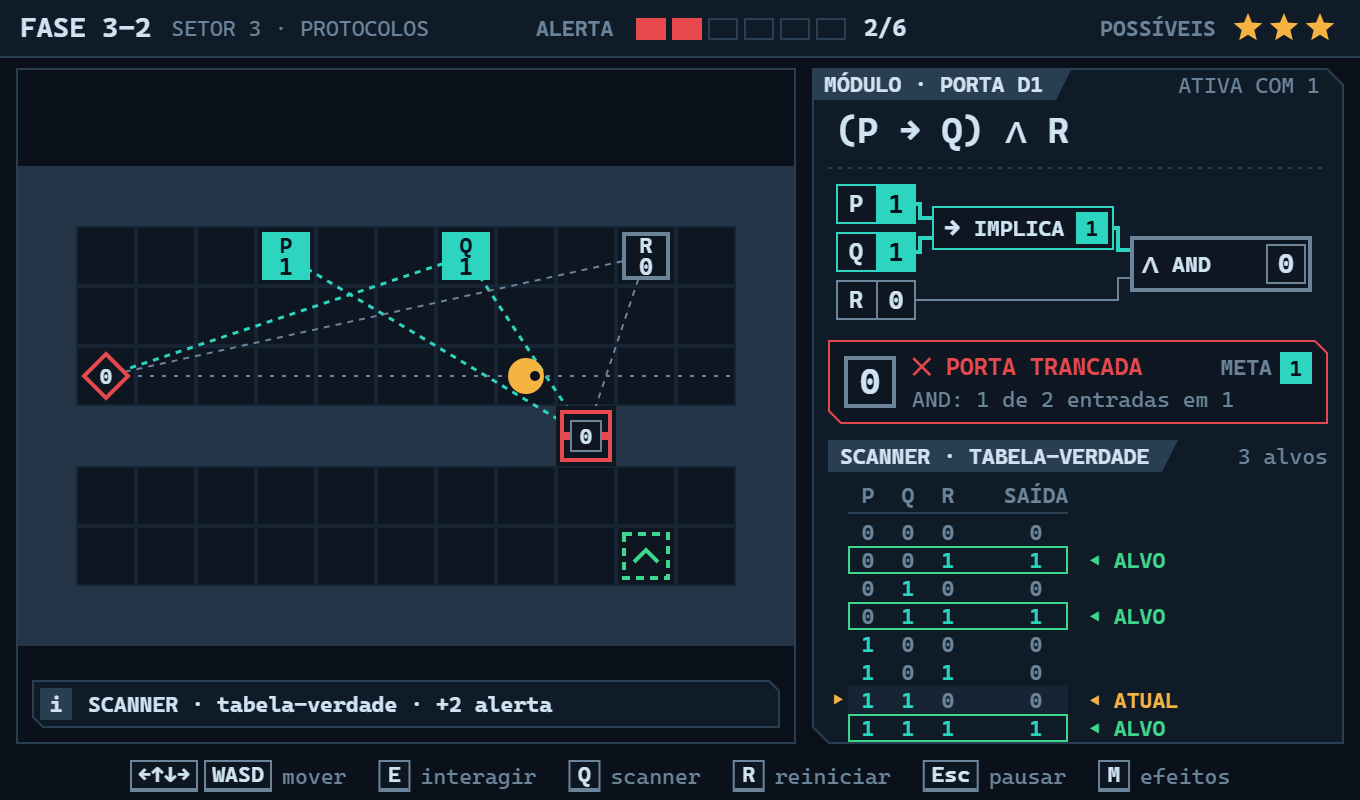 FASE 3–2 SETOR 3 · PROTOCOLOS ALERTA 2/6 POSSÍVEIS ★ ★ ★
MÓDULO · PORTA D1 ATIVA COM 1
(P → Q) ∧ R
P 1
Q 1
R 0
→ IMPLICA 1
∧ AND 0
P 1
Q 1
R 0
0
0
0 × PORTA TRANCADA META 1
AND: 1 de 2 entradas em 1
SCANNER · TABELA–VERDADE 3 alvos
P Q R SAÍDA
0 0 0 0
0 0 1 1 ◄ ALVO
0 1 0 0
0 1 1 1 ◄ ALVO
1 0 0 0
1 0 1 0
► 1 1 0 0 ◄ ATUAL
1 1 1 1 ◄ ALVO
i SCANNER · tabela–verdade · +2 alerta
←↑↓→ WASD mover E interagir Q scanner R reiniciar Esc pausar M efeitos